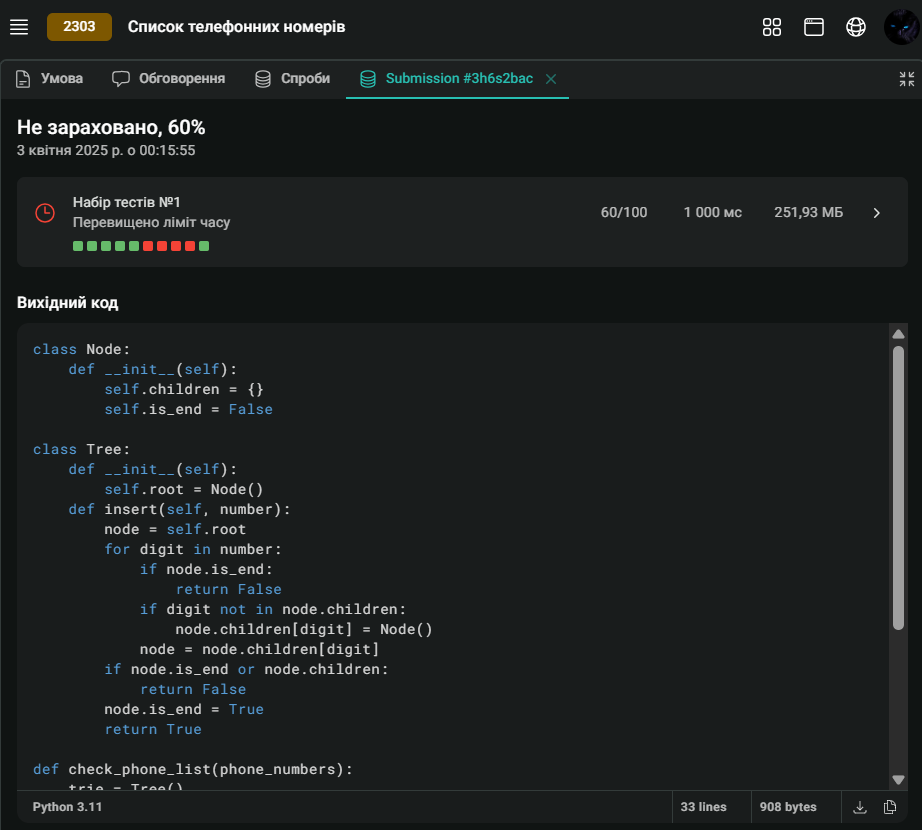 2303 Список телефонних номерів
Умова Обговорення Спроби Submission #3h6s2bac
Не зараховано, 60%
3 квітня 2025 р. о 00:15:55
Набір тестів №1
Перевищено ліміт часу
60/100 1 000 мс 251,93 МБ
Вихідний код
class Node:
    def __init__(self):
        self.children = {}
        self.is_end = False
class Tree:
    def __init__(self):
        self.root = Node()
    def insert(self, number):
        node = self.root
        for digit in number:
            if node.is_end:
                return False
            if digit not in node.children:
                node.children[digit] = Node()
            node = node.children[digit]
        if node.is_end or node.children:
            return False
        node.is_end = True
        return True
def check_phone_list(phone_numbers):
    trie = Tree()
Python 3.11 33 lines 908 bytes